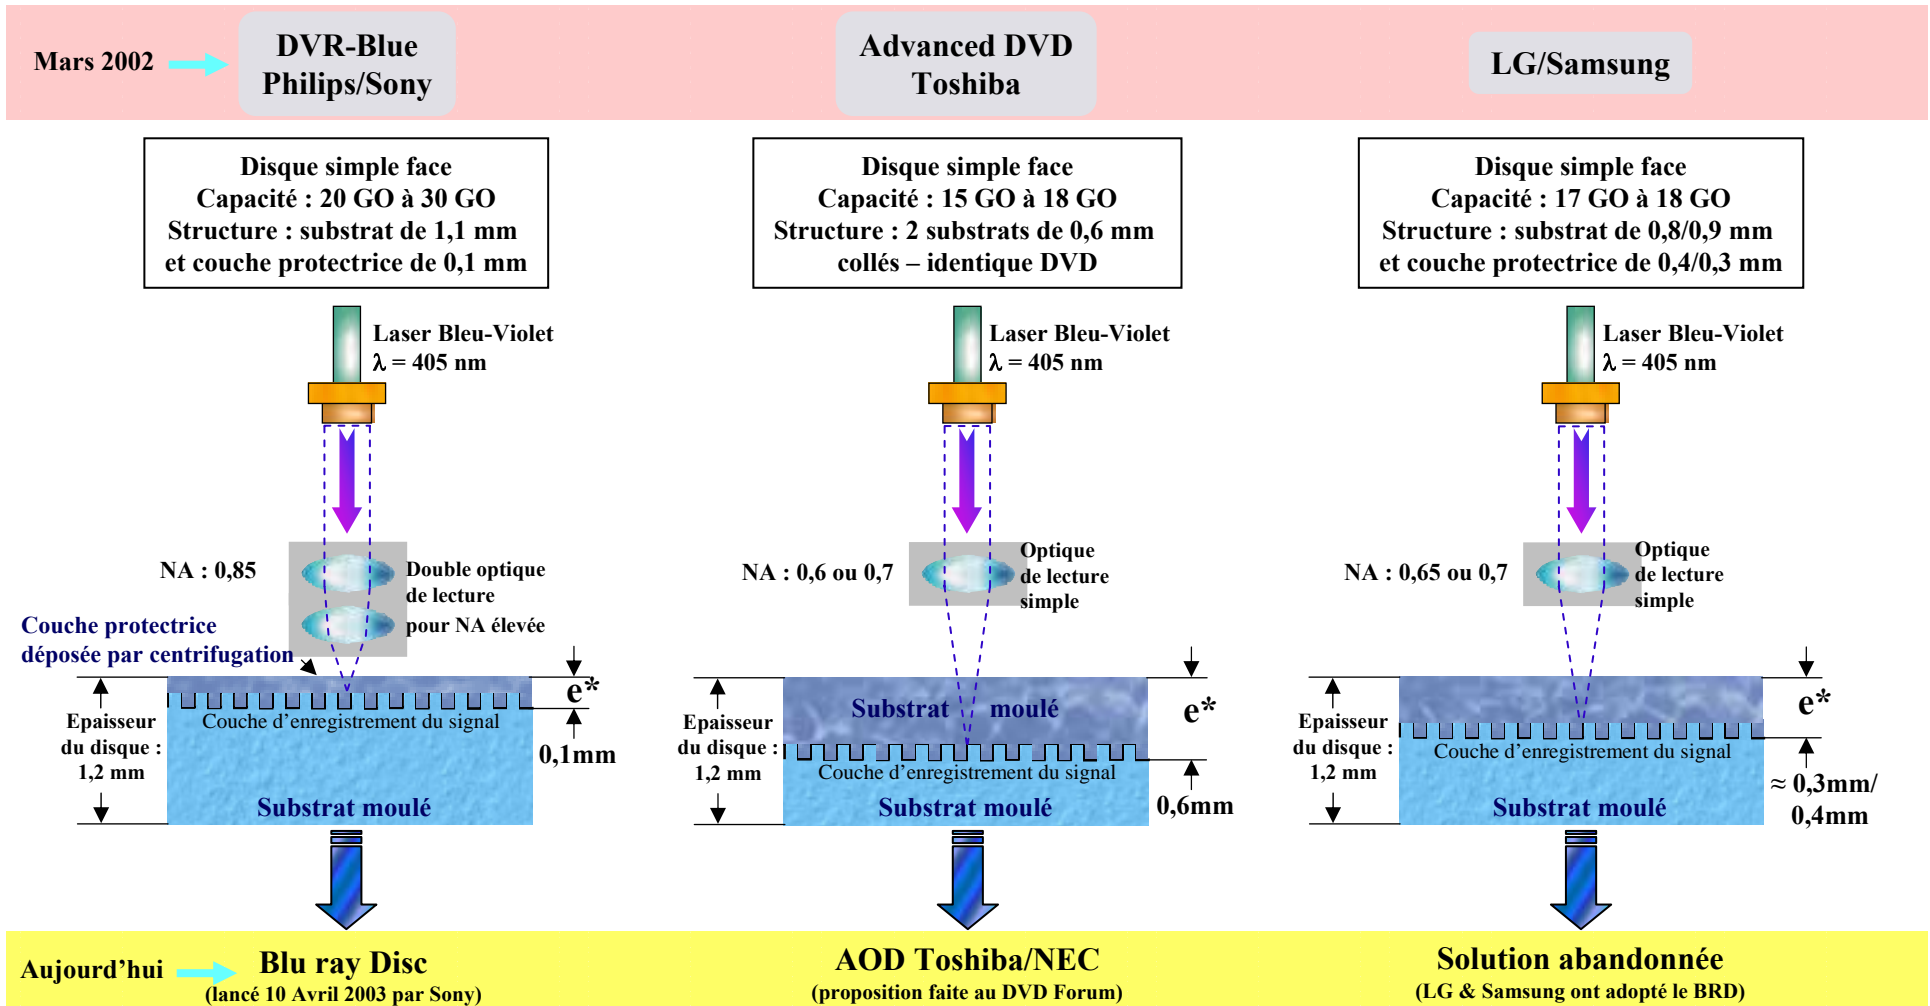 Mars 2002
DVR-Blue
Philips/Sony
Advanced DVD
Toshiba
LG/Samsung
Disque simple face
Capacité : 20 GO à 30 GO
Structure : substrat de 1,1 mm
et couche protectrice de 0,1 mm
Disque simple face
Capacité : 15 GO à 18 GO
Structure : 2 substrats de 0,6 mm
collés – identique DVD
Disque simple face
Capacité : 17 GO à 18 GO
Structure : substrat de 0,8/0,9 mm
et couche protectrice de 0,4/0,3 mm
Laser Bleu-Violet
λ = 405 nm
Laser Bleu-Violet
λ = 405 nm
Laser Bleu-Violet
λ = 405 nm
NA : 0,85
Double optique
de lecture
pour NA élevée
NA : 0,6 ou 0,7
Optique
de lecture
simple
NA : 0,65 ou 0,7
Optique
de lecture
simple
Couche protectrice
déposée par centrifugation
Epaisseur
du disque :
1,2 mm
e*
0,1mm
Couche d'enregistrement du signal
Substrat moulé
Epaisseur
du disque :
1,2 mm
Substrat moulé
e*
0,6mm
Couche d'enregistrement du signal
Substrat moulé
Epaisseur
du disque :
1,2 mm
e*
≈ 0,3mm/
0,4mm
Couche d'enregistrement du signal
Substrat moulé
Aujourd'hui
Blu ray Disc
(lancé 10 Avril 2003 par Sony)
AOD Toshiba/NEC
(proposition faite au DVD Forum)
Solution abandonnée
(LG & Samsung ont adopté le BRD)